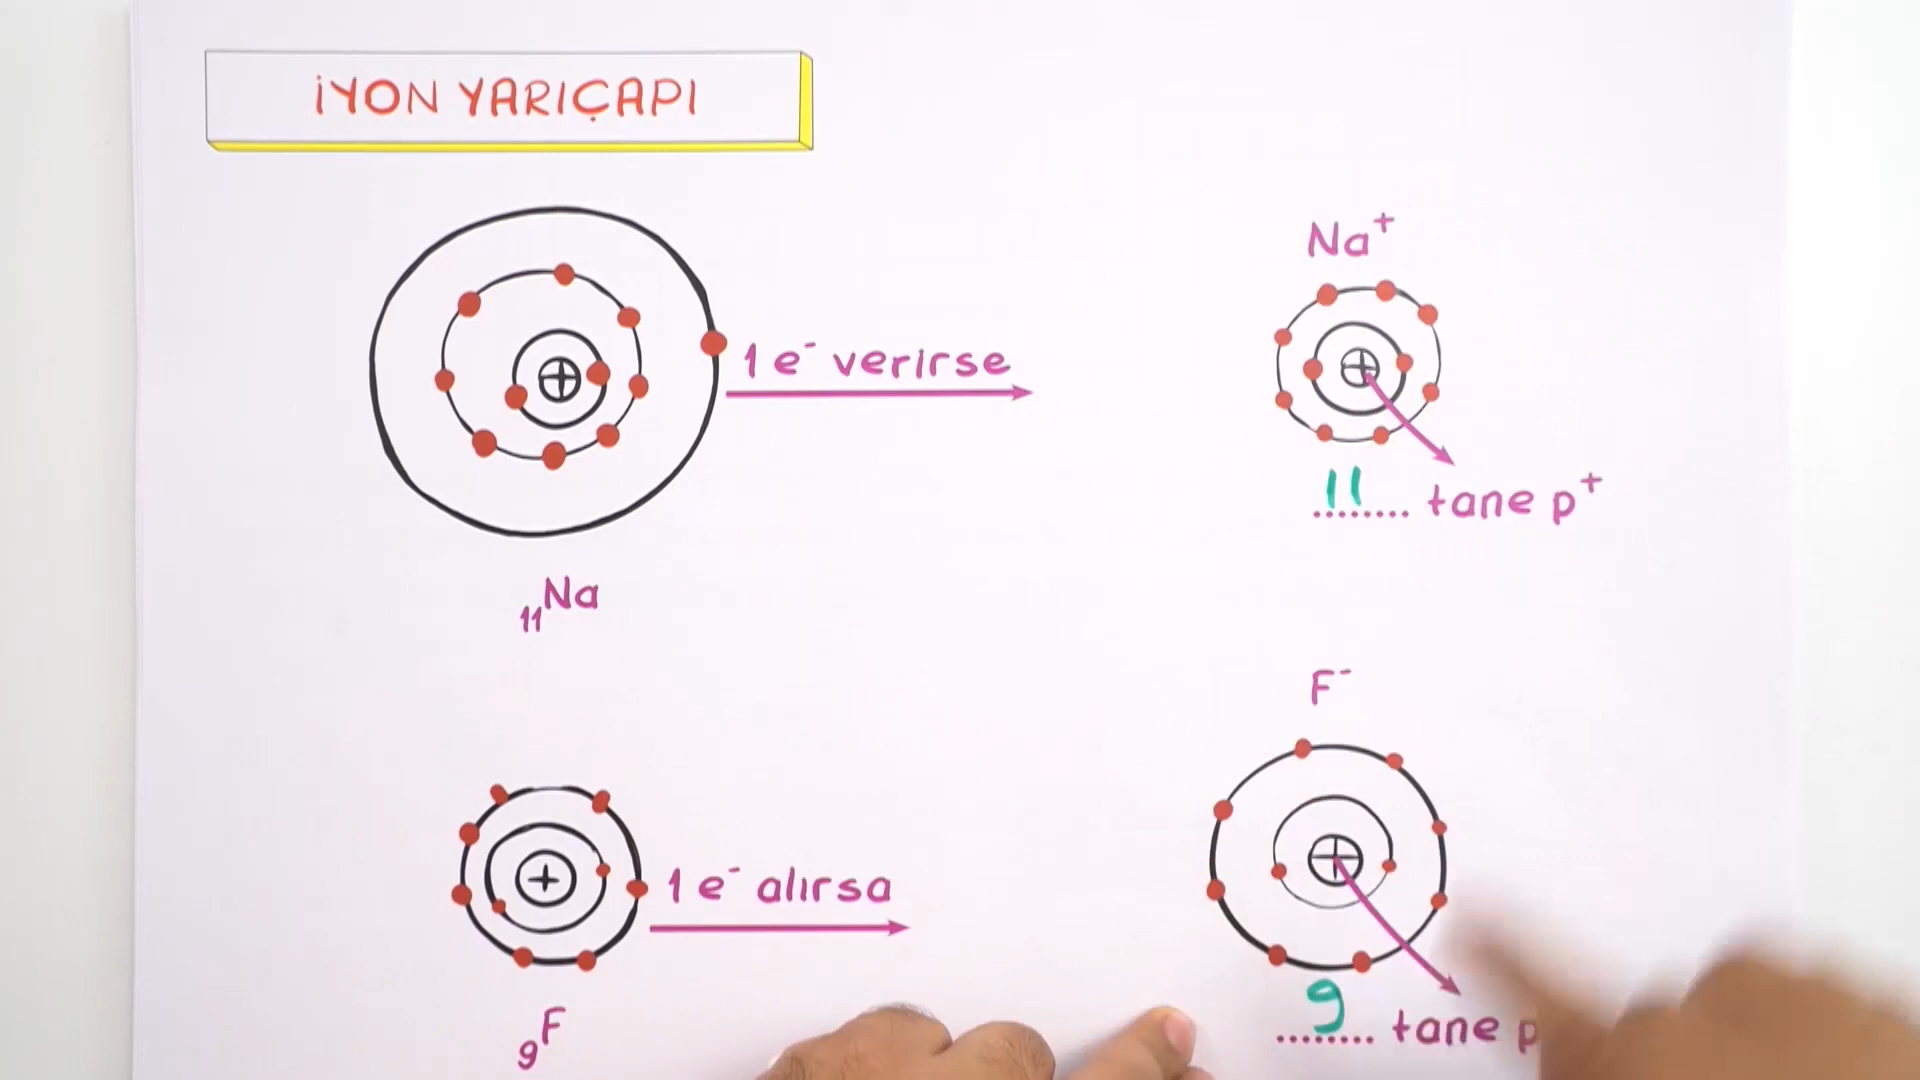 İYON YARIÇAPI
Na⁺
1 e⁻ verirse
11 tane p⁺
₁₁Na
F⁻
1 e⁻ alırsa
9 tane p
₉F